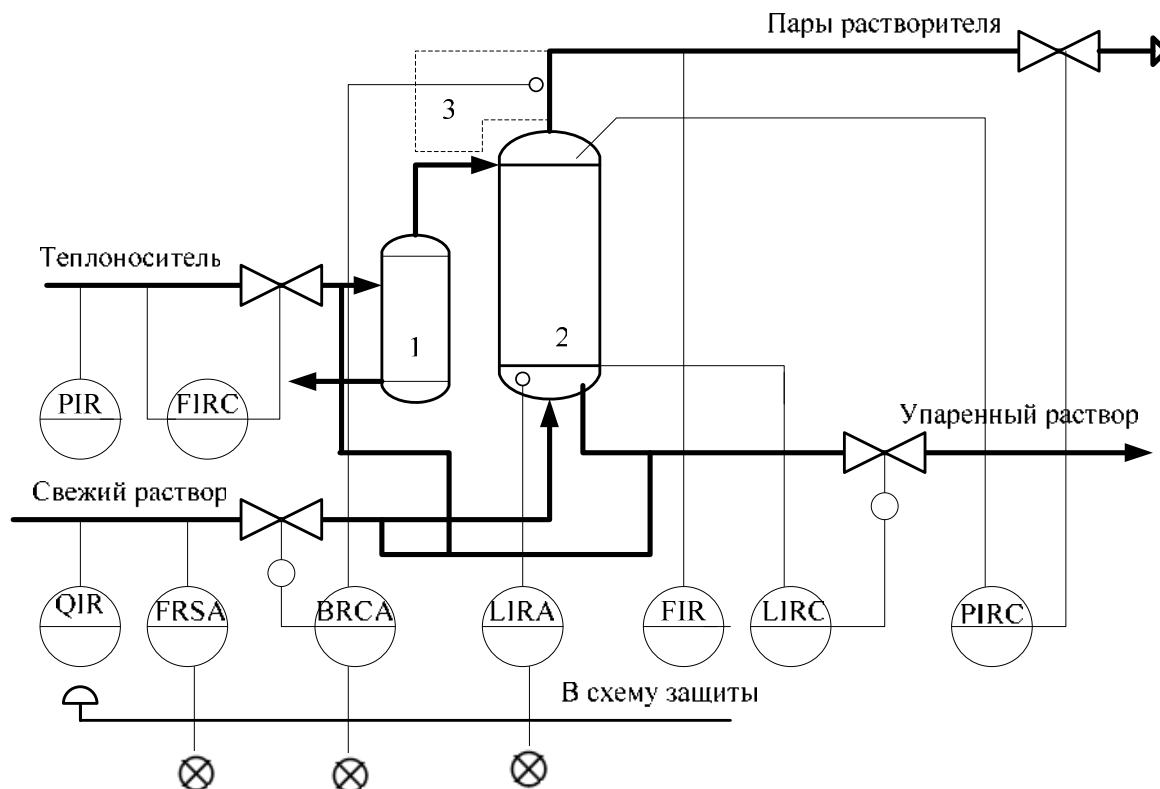 Пары растворителя
3
Теплоноситель
1
2
PIR
FIRC
Упаренный раствор
Свежий раствор
QIR
FRSA
BRCA
LIRA
FIR
LIRC
PIRC
В схему защиты